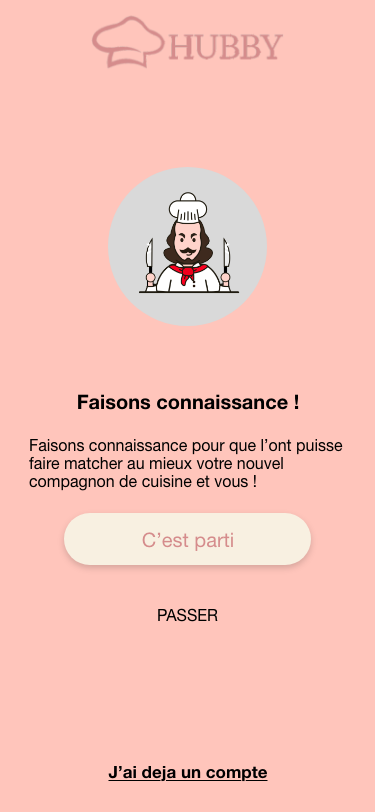 HUBBY
Faisons connaissance !
Faisons connaissance pour que l’ont puisse
faire matcher au mieux votre nouvel
compagnon de cuisine et vous !
C’est parti
PASSER
J’ai deja un compte